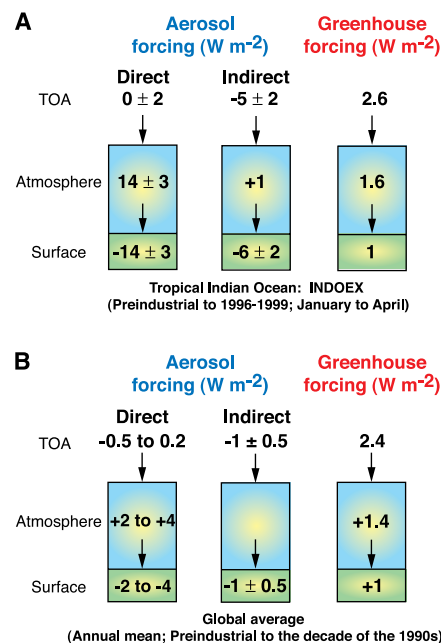 A
Aerosol
forcing (W m-2)
Greenhouse
forcing (W m-2)
Direct
Indirect
TOA
0 ± 2
-5 ± 2
2.6
Atmosphere
14 ± 3
+1
1.6
Surface
-14 ± 3
-6 ± 2
1
Tropical Indian Ocean: INDOEX
(Preindustrial to 1996-1999; January to April)
B
Aerosol
forcing (W m-2)
Greenhouse
forcing (W m-2)
Direct
Indirect
TOA
-0.5 to 0.2
-1 ± 0.5
2.4
Atmosphere
+2 to +4
+1.4
Surface
-2 to -4
-1 ± 0.5
+1
Global average
(Annual mean; Preindustrial to the decade of the 1990s)